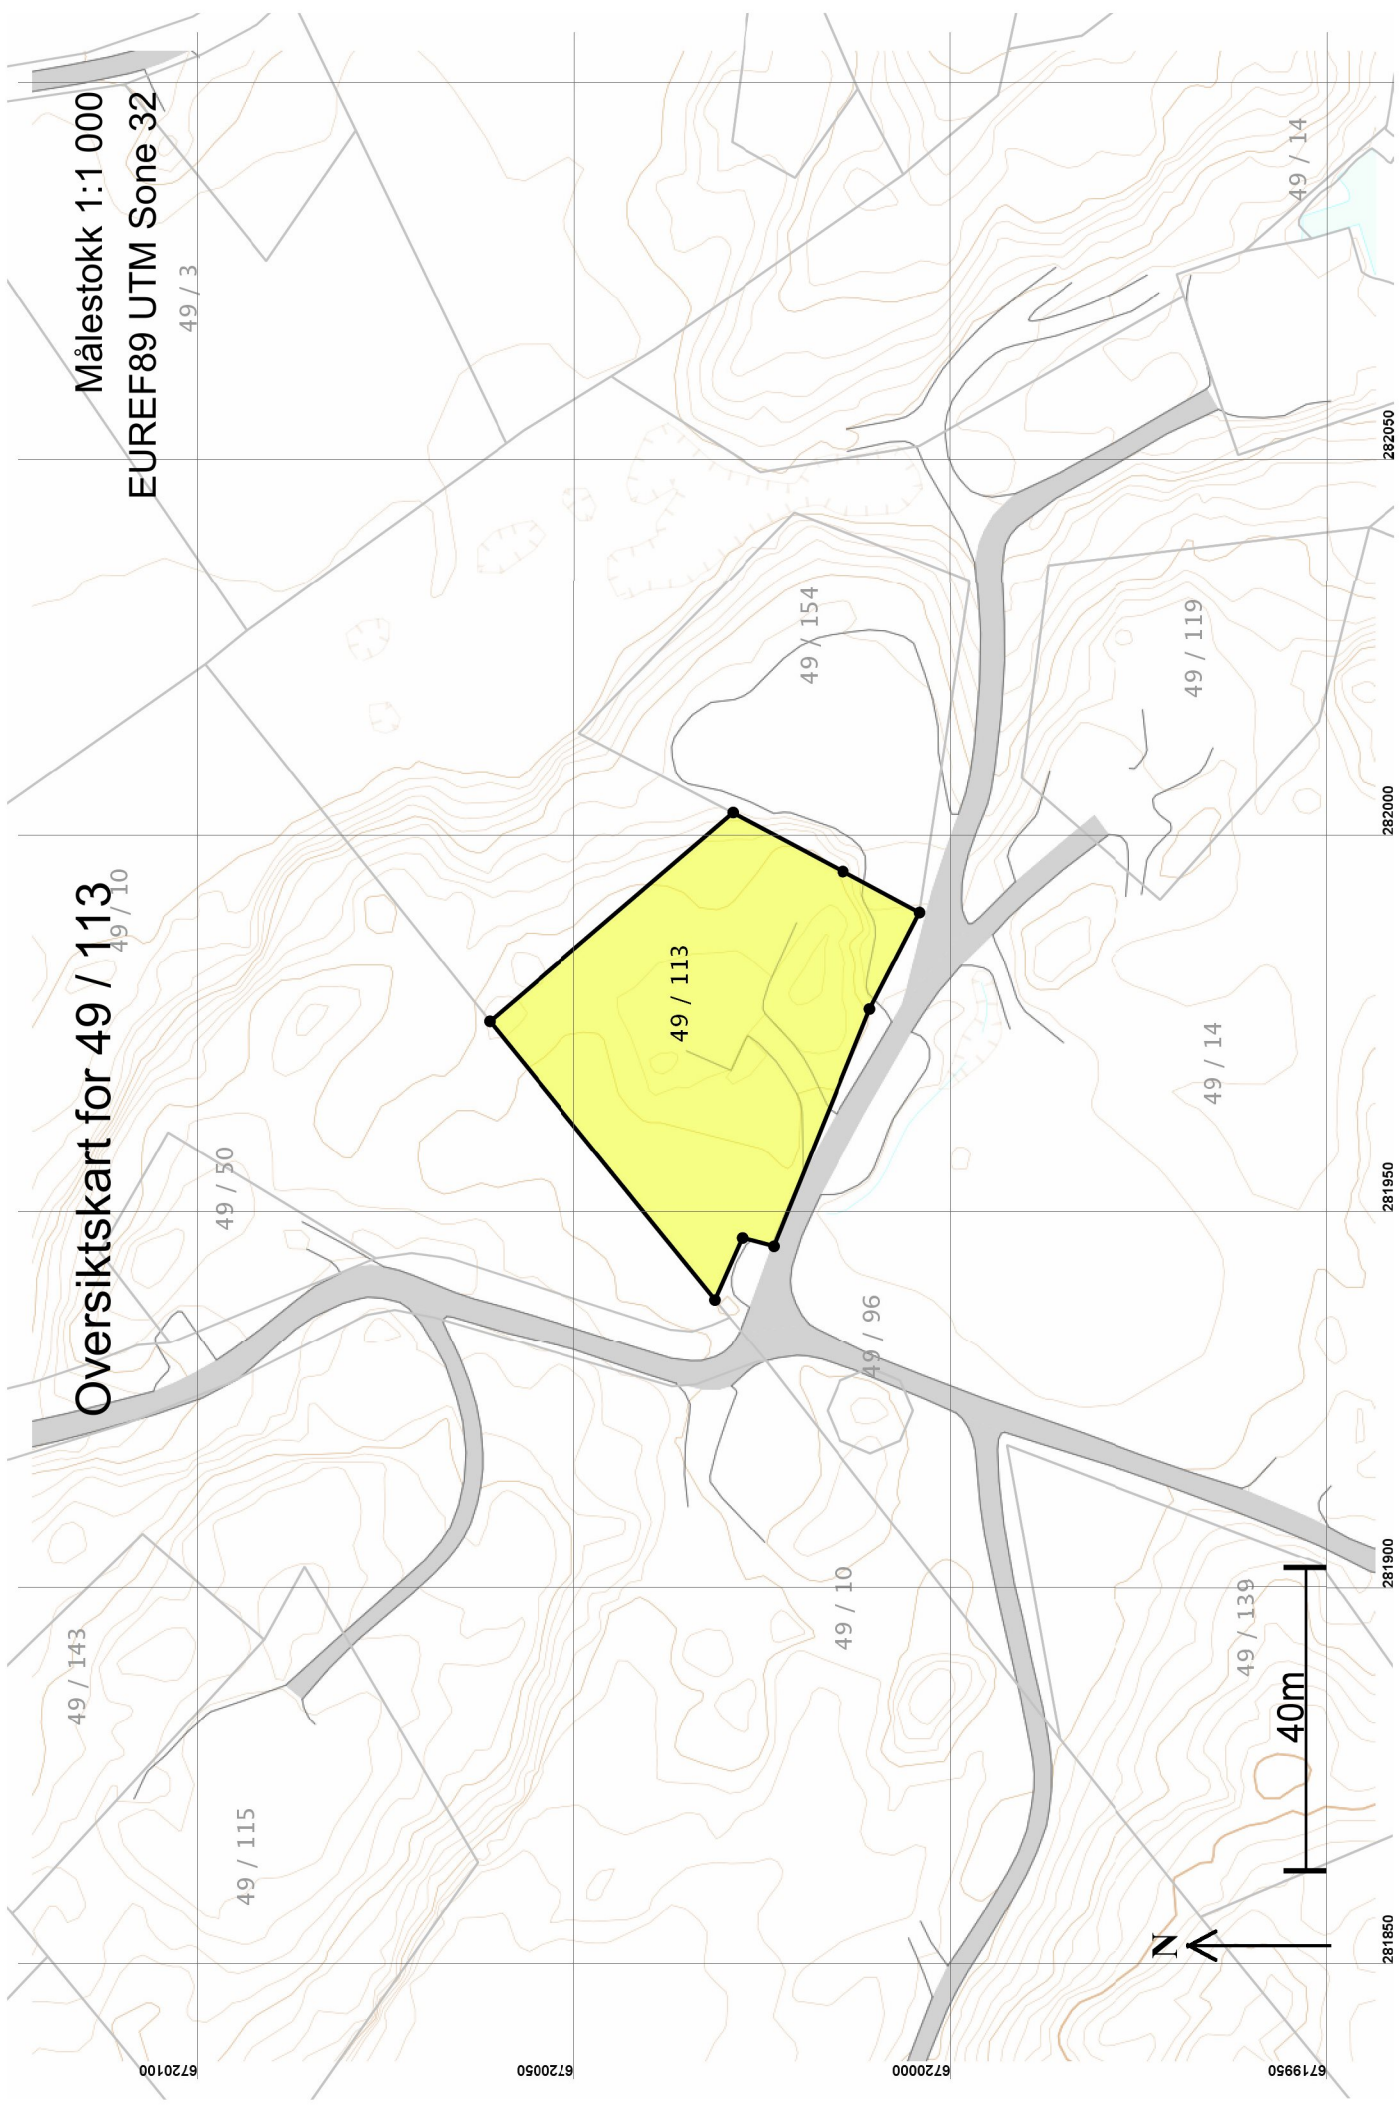 Oversiktskart for 49 / 113
Målestokk 1:1 000
EUREF89 UTM Sone 32
49 / 143
49 / 115
49 / 50
49 / 10
49 / 3
49 / 113
49 / 154
49 / 10
49 / 96
49 / 119
49 / 14
49 / 14
49 / 139
40m
N
6720100
6720050
6720000
6719950
281850
281900
281950
282000
282050